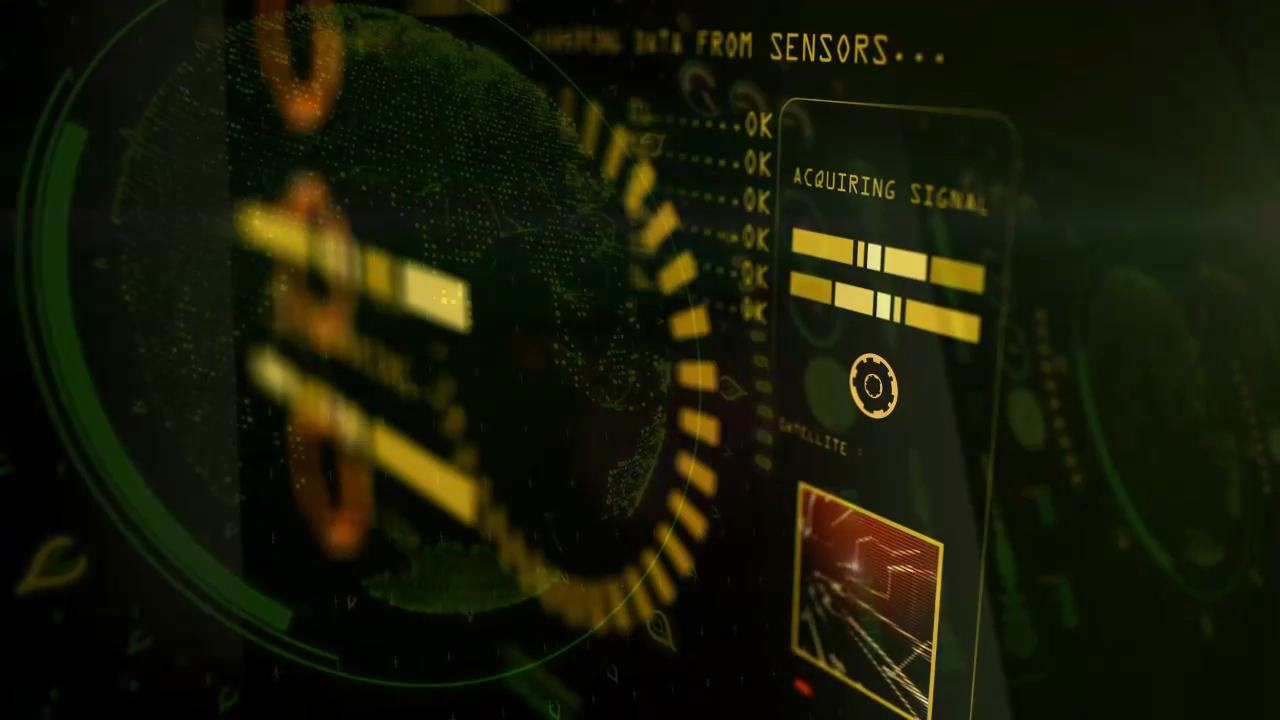 DATA FROM SENSORS...
OK
OK
OK
OK
OK
OK
ACQUIRING SIGNAL
SATELLITE :